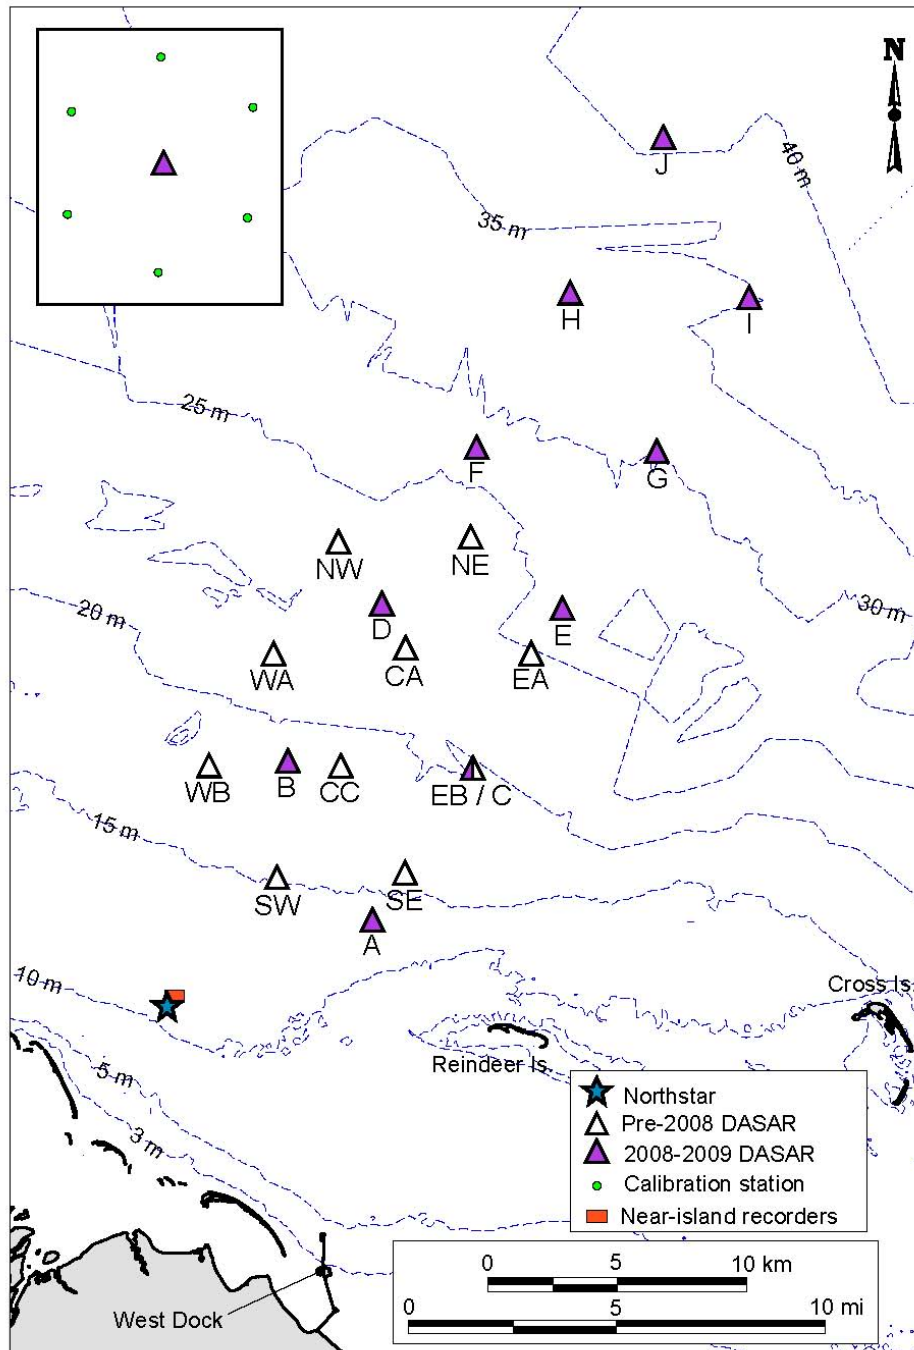 N
40 m
J
35 m
H
I
25 m
F
G
NW
NE
30 m
20 m
D
E
WA
CA
EA
WB
B
CC
EB / C
15 m
SW
SE
A
10 m
Cross Is.
Reindeer Is.
5 m
3 m
Northstar
Pre-2008 DASAR
2008-2009 DASAR
Calibration station
Near-island recorders
0 5 10 km
0 5 10 mi
West Dock